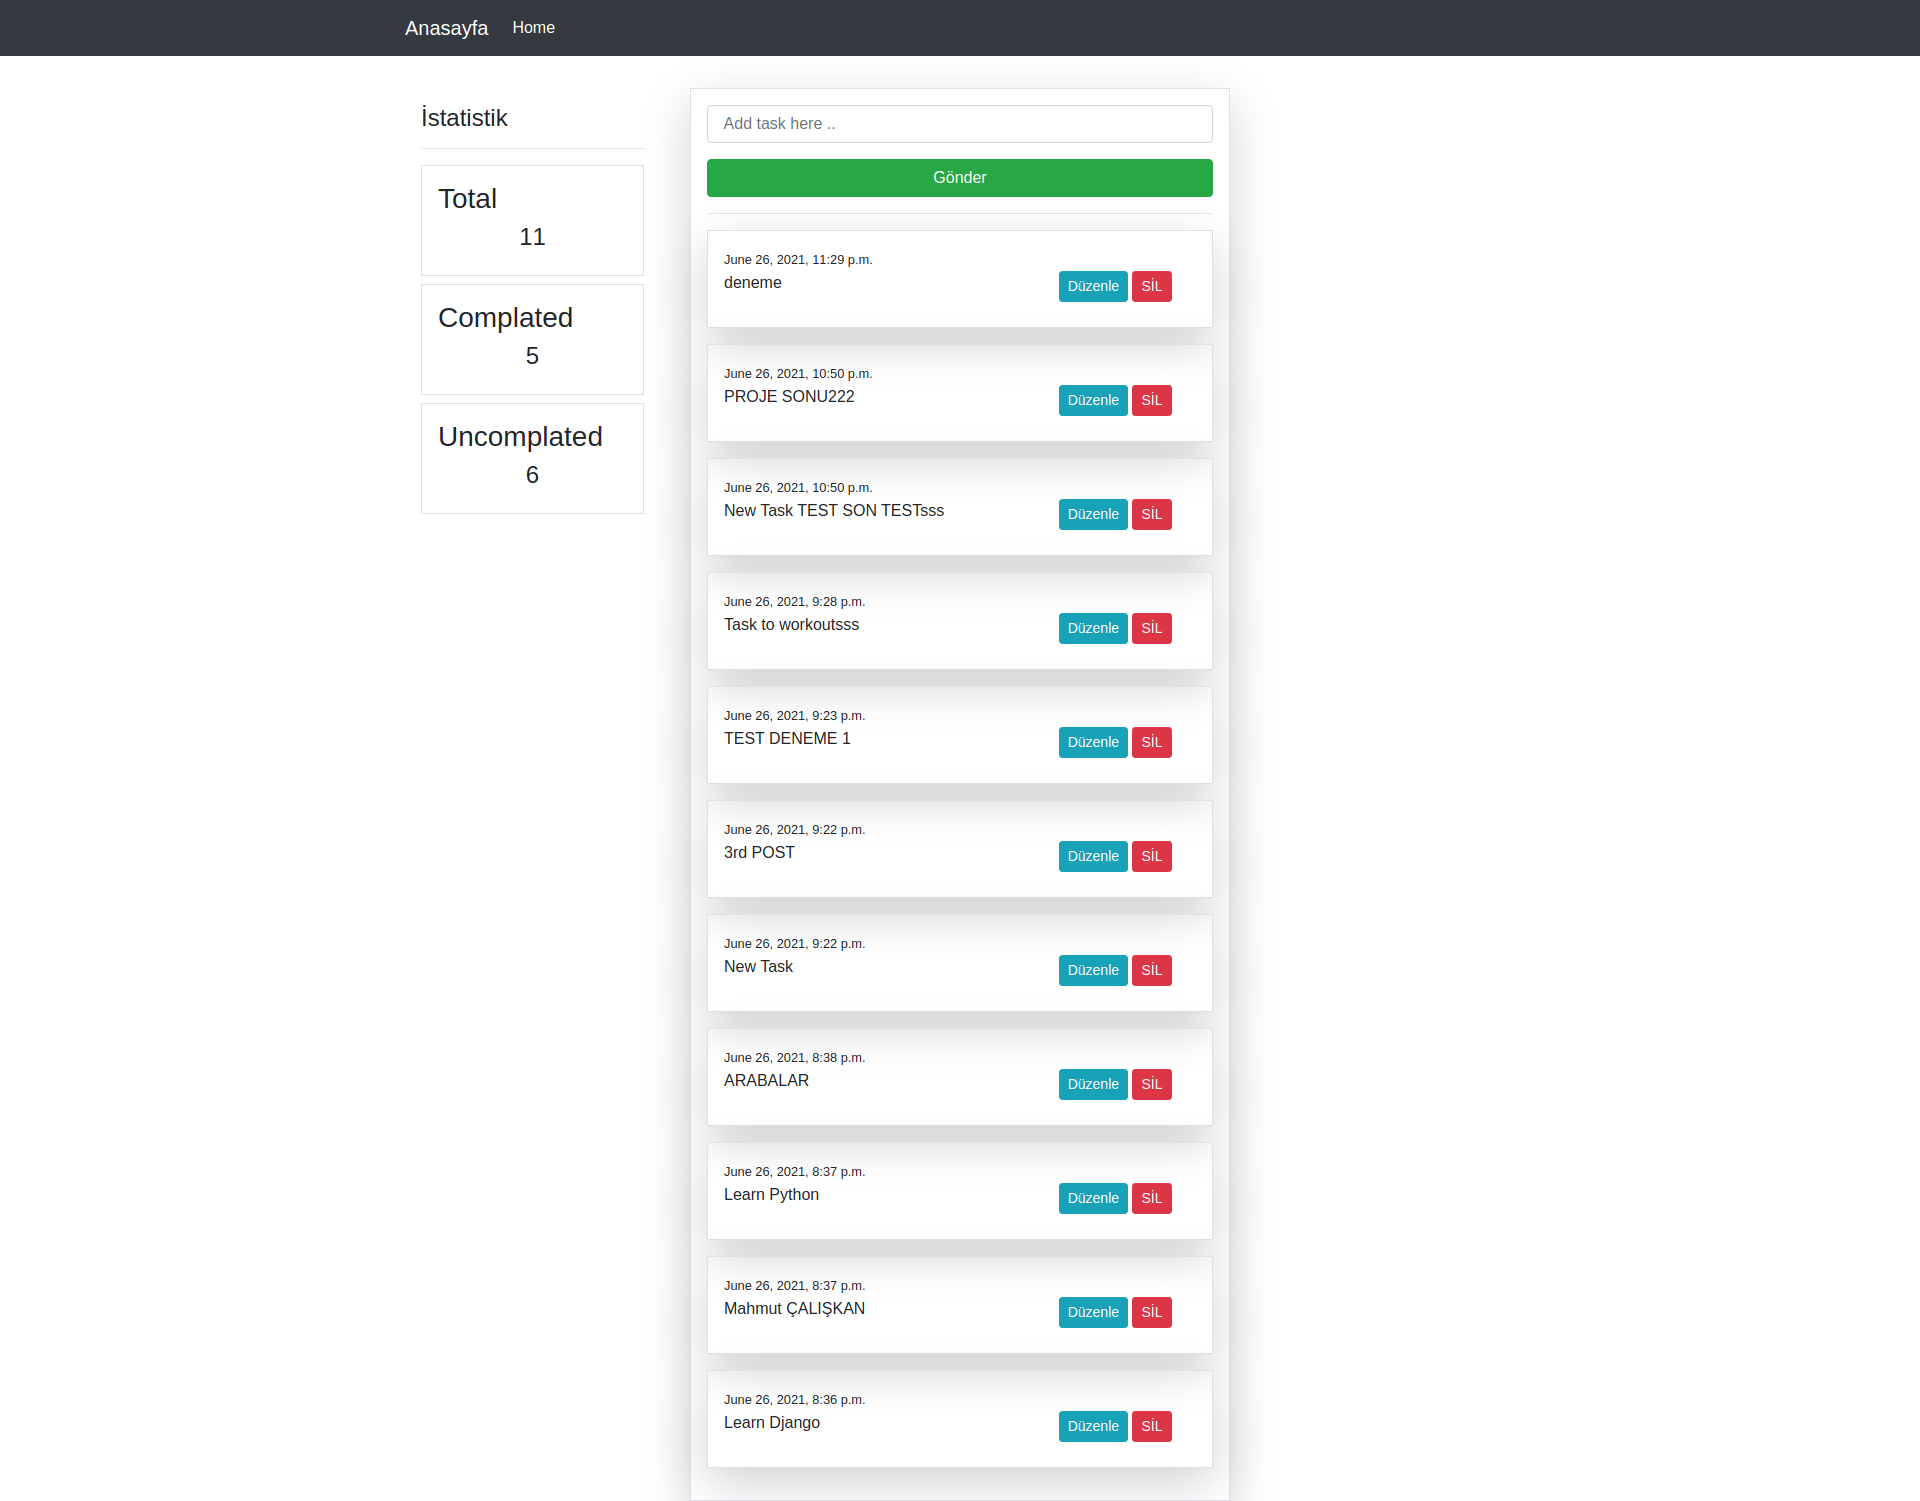 Anasayfa Home
İstatistik
Total
11
Complated
5
Uncomplated
6
Add task here ..
Gönder
June 26, 2021, 11:29 p.m.
deneme
Düzenle SİL
June 26, 2021, 10:50 p.m.
PROJE SONU222
Düzenle SİL
June 26, 2021, 10:50 p.m.
New Task TEST SON TESTsss
Düzenle SİL
June 26, 2021, 9:28 p.m.
Task to workoutsss
Düzenle SİL
June 26, 2021, 9:23 p.m.
TEST DENEME 1
Düzenle SİL
June 26, 2021, 9:22 p.m.
3rd POST
Düzenle SİL
June 26, 2021, 9:22 p.m.
New Task
Düzenle SİL
June 26, 2021, 8:38 p.m.
ARABALAR
Düzenle SİL
June 26, 2021, 8:37 p.m.
Learn Python
Düzenle SİL
June 26, 2021, 8:37 p.m.
Mahmut ÇALIŞKAN
Düzenle SİL
June 26, 2021, 8:36 p.m.
Learn Django
Düzenle SİL